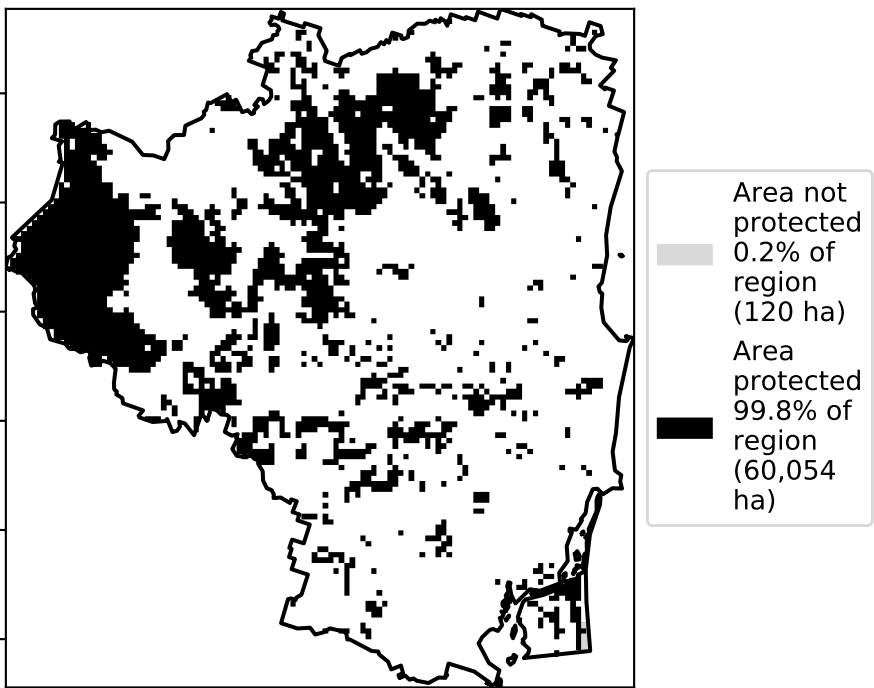 Area not
protected
0.2% of
region
(120 ha)
Area
protected
99.8% of
region
(60,054
ha)